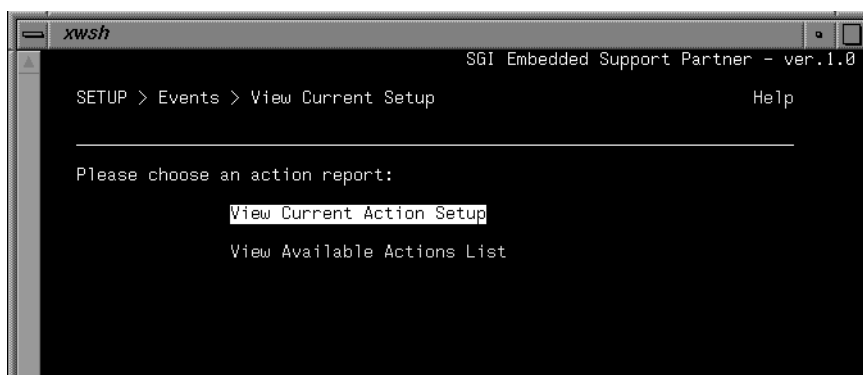 xwsh
SGI Embedded Support Partner - ver.1.0
SETUP > Events > View Current Setup Help
Please choose an action report:
View Current Action Setup
View Available Actions List